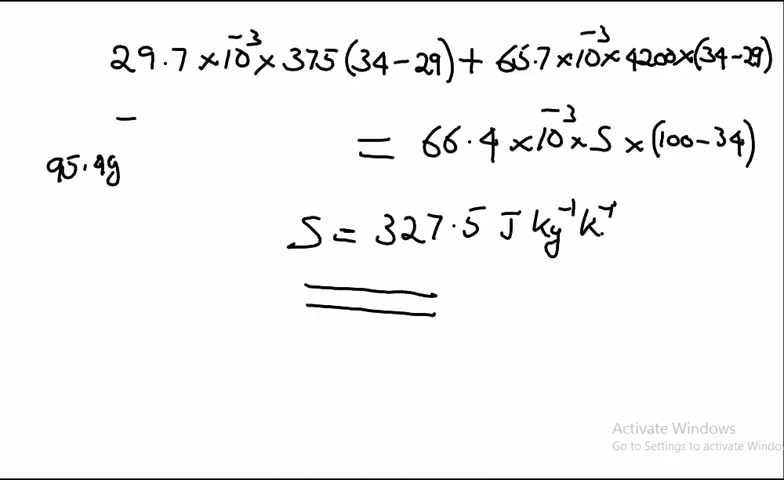 29.7 × 10⁻³ × 375 (34 – 29) + 65.7 × 10⁻³ × 4200 × (34 – 29)
–
= 66.4 × 10⁻³ × S × (100 – 34)
95.4g
S = 327.5 J kg⁻¹ k⁻¹
Activate Windows
Go to Settings to activate Windo